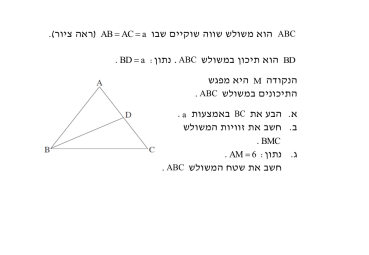 ABC הוא משולש שווה שוקיים שבו AB = AC = a (ראה ציור).
BD הוא תיכון במשולש ABC. נתון: BD = a.
הנקודה M היא מפגש
התיכונים במשולש ABC.
א. הבע את BC באמצעות a.
ב. חשב את זוויות המשולש
BMC.
ג. נתון: AM = 6.
חשב את שטח המשולש ABC.
A
D
B
C